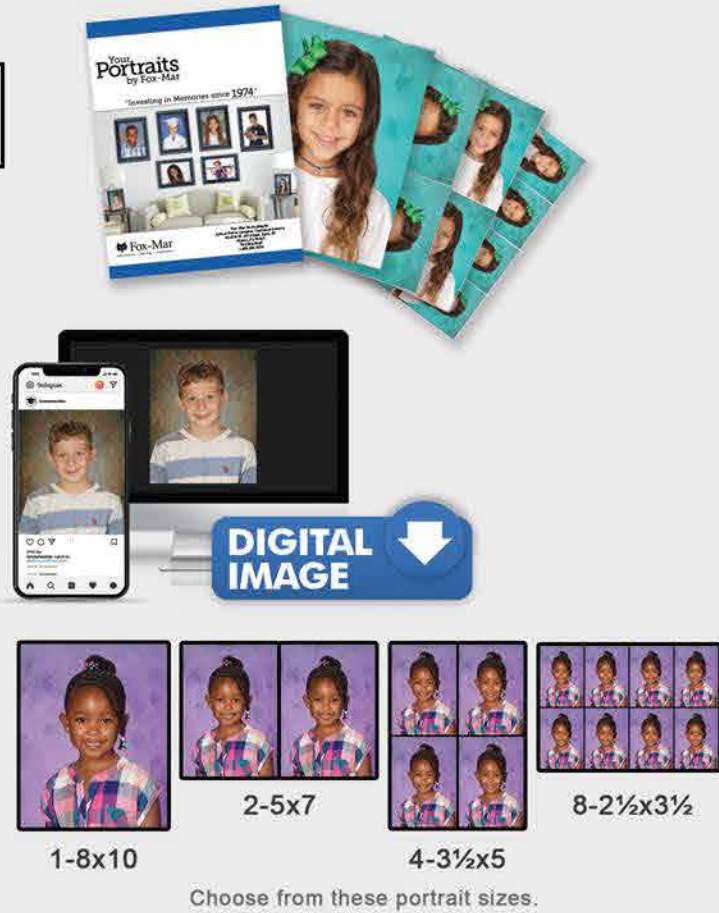 Your
Portraits
by Fox-Mar
"Investing in Memories since 1974"
Fox-Mar
Instagram
DIGITAL
IMAGE
2-5x7
8-2½x3½
1-8x10
4-3½x5
Choose from these portrait sizes.